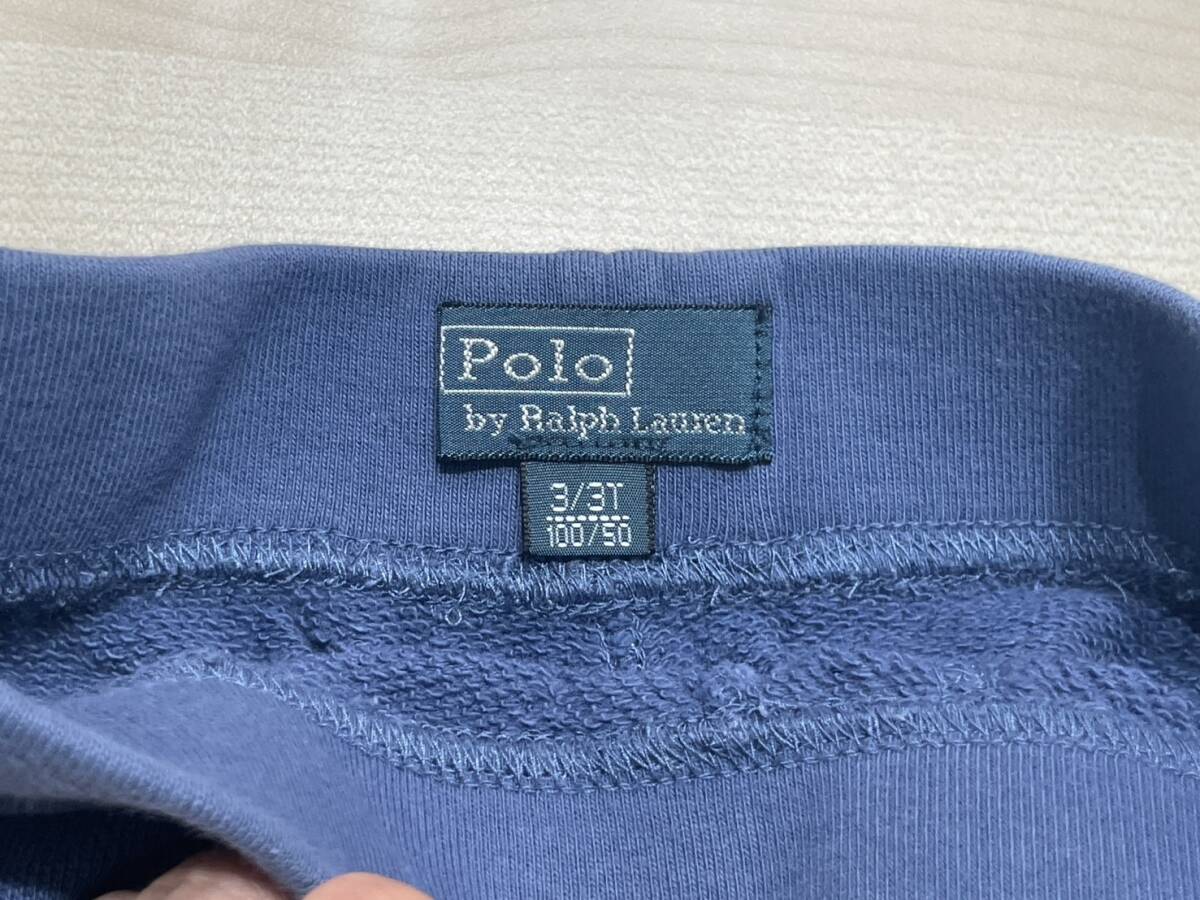 Polo
by Ralph Lauren
3/3T
100/50